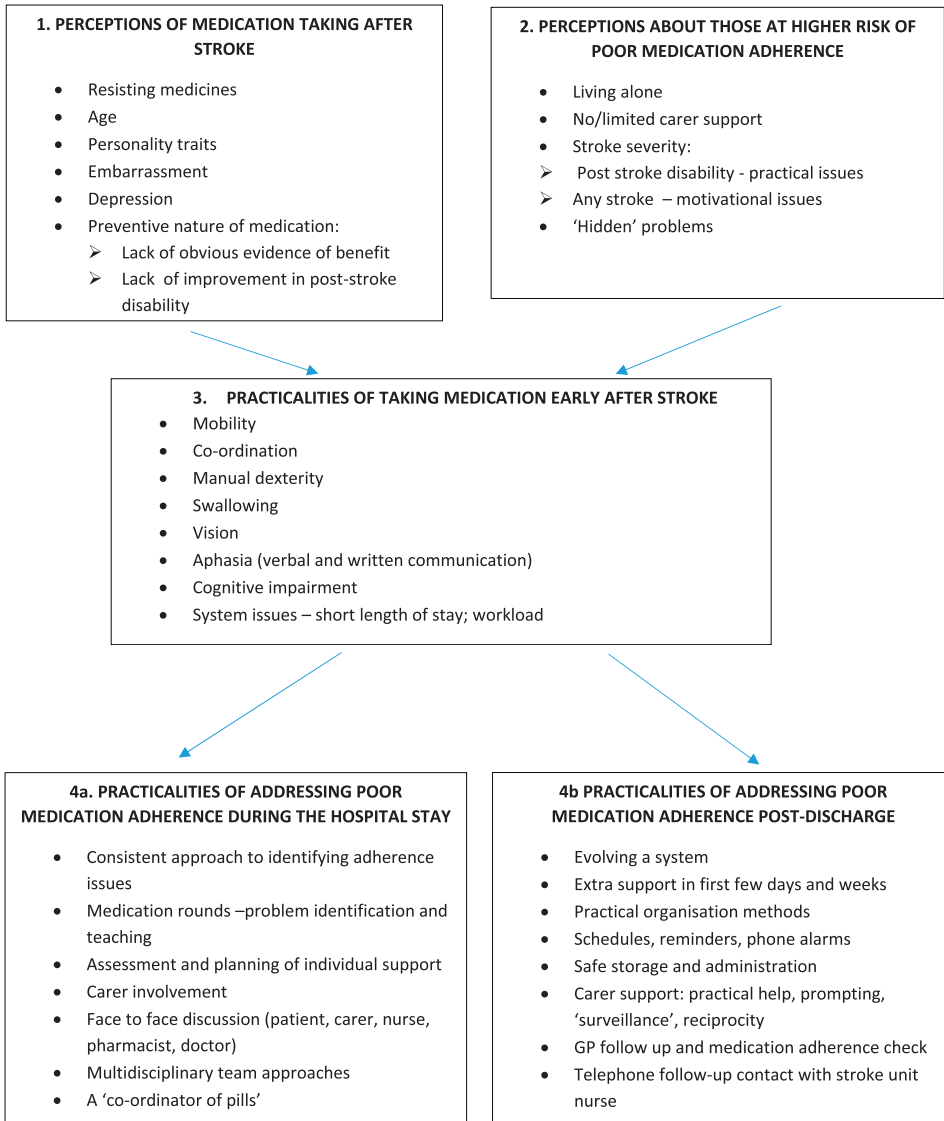 1. PERCEPTIONS OF MEDICATION TAKING AFTER
STROKE
• Resisting medicines
• Age
• Personality traits
• Embarrassment
• Depression
• Preventive nature of medication:
➢ Lack of obvious evidence of benefit
➢ Lack of improvement in post-stroke
disability
2. PERCEPTIONS ABOUT THOSE AT HIGHER RISK OF
POOR MEDICATION ADHERENCE
• Living alone
• No/limited carer support
• Stroke severity:
➢ Post stroke disability - practical issues
➢ Any stroke – motivational issues
• ‘Hidden’ problems
3. PRACTICALITIES OF TAKING MEDICATION EARLY AFTER STROKE
• Mobility
• Co-ordination
• Manual dexterity
• Swallowing
• Vision
• Aphasia (verbal and written communication)
• Cognitive impairment
• System issues – short length of stay; workload
4a. PRACTICALITIES OF ADDRESSING POOR
MEDICATION ADHERENCE DURING THE HOSPITAL STAY
• Consistent approach to identifying adherence
issues
• Medication rounds –problem identification and
teaching
• Assessment and planning of individual support
• Carer involvement
• Face to face discussion (patient, carer, nurse,
pharmacist, doctor)
• Multidisciplinary team approaches
• A ‘co-ordinator of pills’
4b PRACTICALITIES OF ADDRESSING POOR
MEDICATION ADHERENCE POST-DISCHARGE
• Evolving a system
• Extra support in first few days and weeks
• Practical organisation methods
• Schedules, reminders, phone alarms
• Safe storage and administration
• Carer support: practical help, prompting,
‘surveillance’, reciprocity
• GP follow up and medication adherence check
• Telephone follow-up contact with stroke unit
nurse